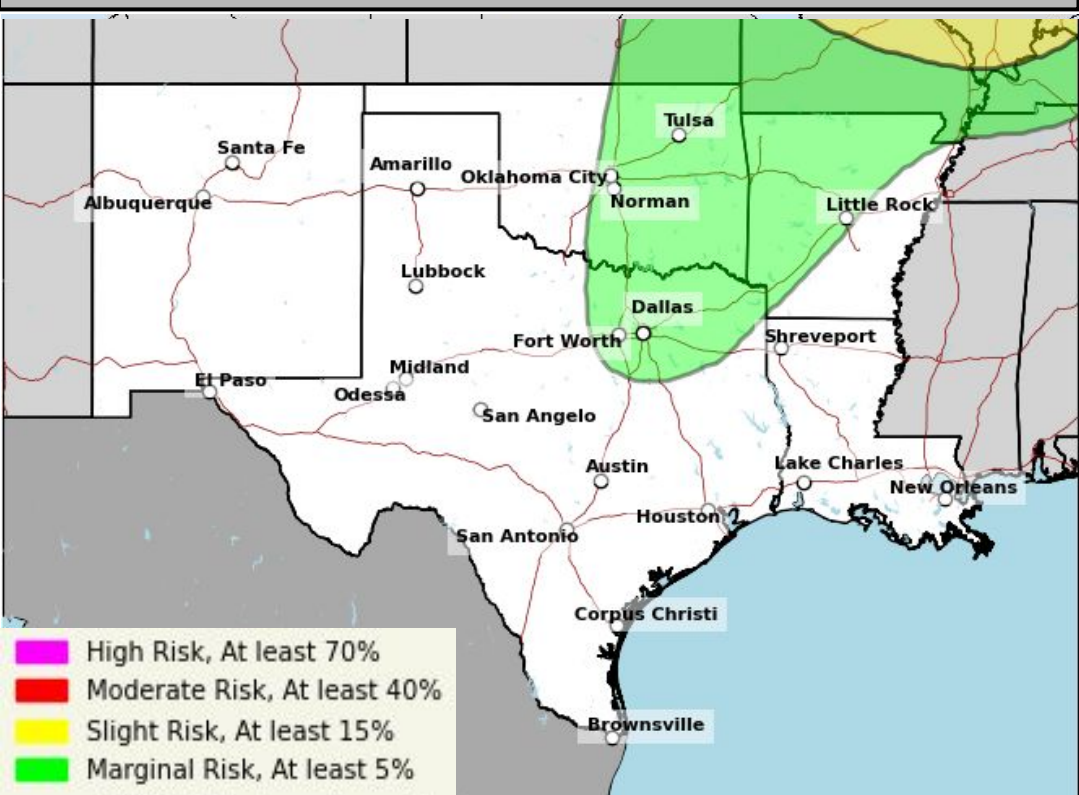 Tulsa
Santa Fe
Amarillo
Oklahoma City
Albuquerque
Norman
Little Rock
Lubbock
Dallas
Fort Worth
Shreveport
Midland
El Paso
Odessa
San Angelo
Austin
Lake Charles
New Orleans
Houston
San Antonio
Corpus Christi
High Risk, At least 70%
Moderate Risk, At least 40%
Slight Risk, At least 15%
Brownsville
Marginal Risk, At least 5%